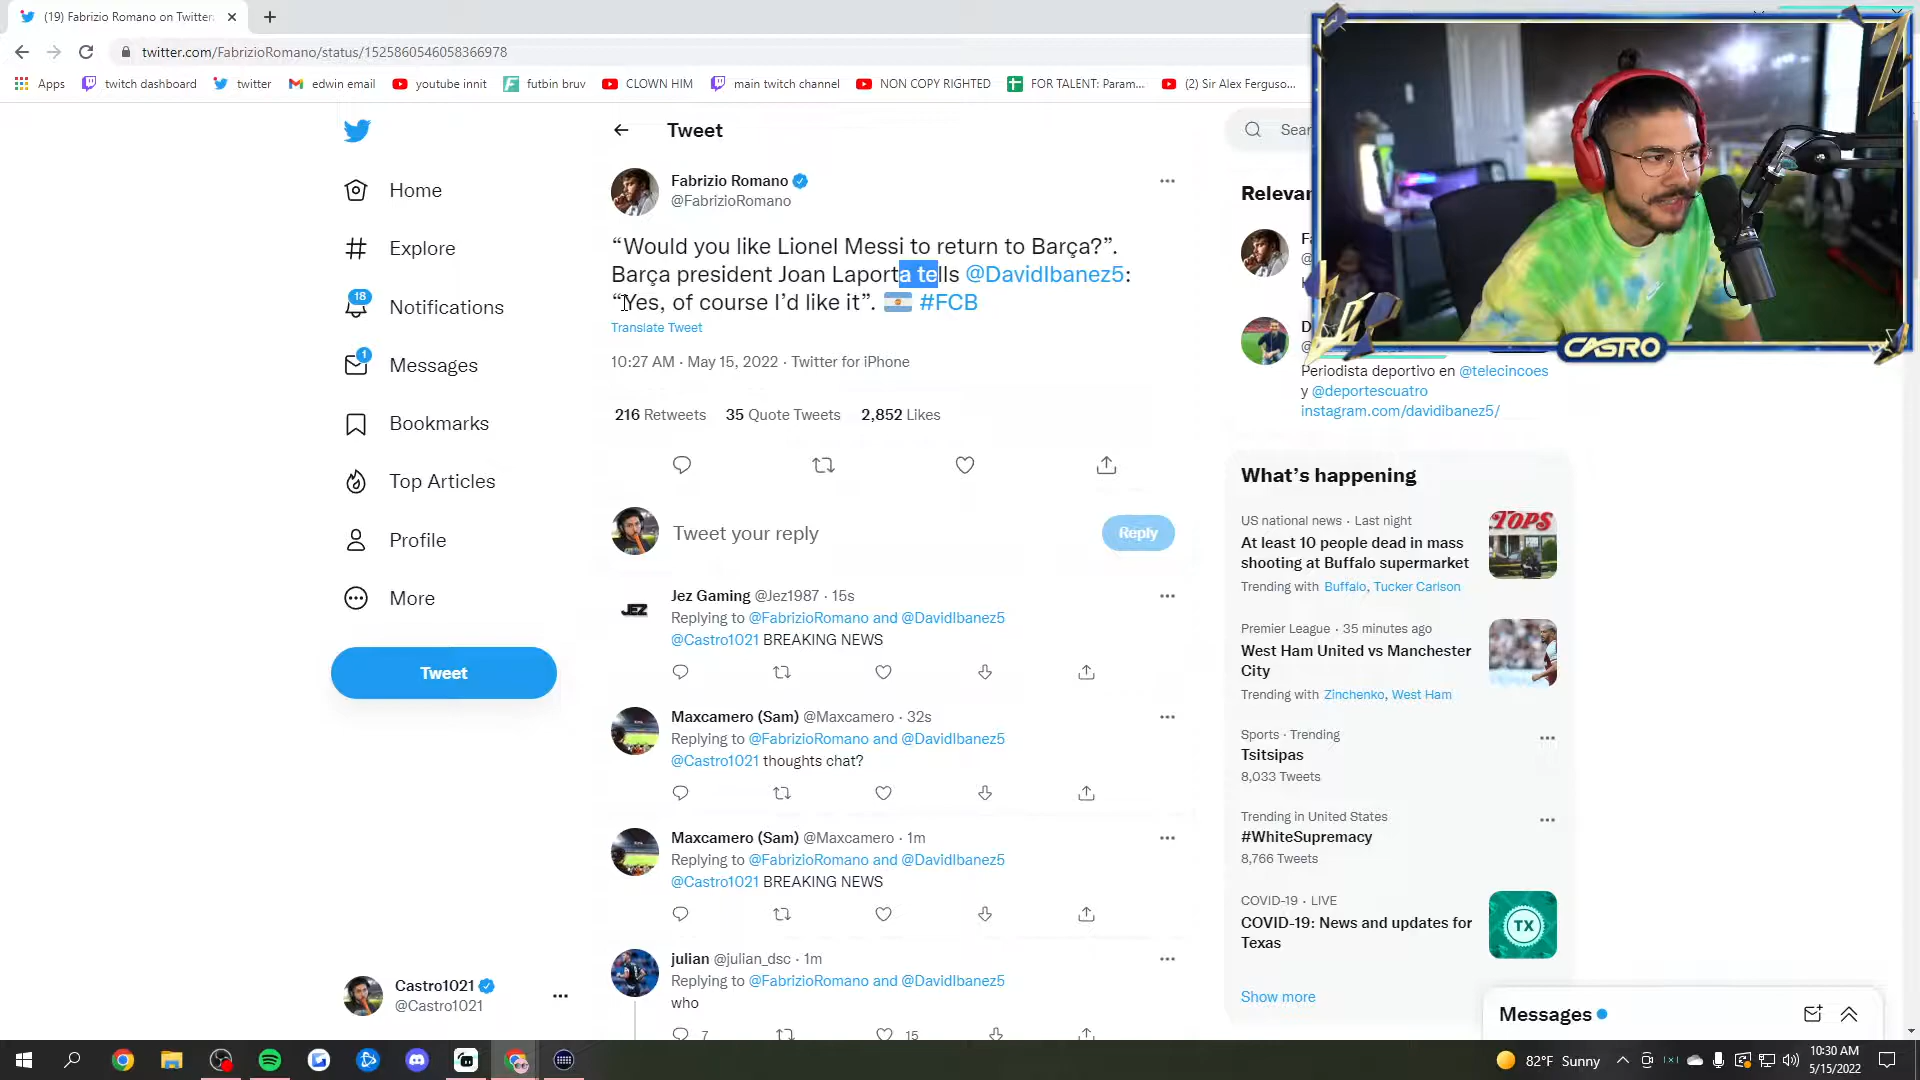 (19) Fabrizio Romano on Twitter:
twitter.com/FabrizioRomano/status/1525860546058366978
Apps
twitch dashboard
twitter
edwin email
youtube innit
futbin bruv
CLOWN HIM
main twitch channel
NON COPY RIGHTED
FOR TALENT: Param...
(2) Sir Alex Ferguso...
CASTRO
Home
Explore
18
Notifications
1
Messages
Bookmarks
Top Articles
Profile
More
Tweet
Castro1021
@Castro1021
Tweet
Fabrizio Romano
@FabrizioRomano
“Would you like Lionel Messi to return to Barça?”.
Barça president Joan Laporta tells @DavidIbanez5:
“Yes, of course I’d like it”. #FCB
Translate Tweet
10:27 AM · May 15, 2022 · Twitter for iPhone
216 Retweets 35 Quote Tweets 2,852 Likes
Tweet your reply
Reply
JEZ
Jez Gaming @Jez1987 · 15s
Replying to @FabrizioRomano and @DavidIbanez5
@Castro1021 BREAKING NEWS
Maxcamero (Sam) @Maxcamero · 32s
Replying to @FabrizioRomano and @DavidIbanez5
@Castro1021 thoughts chat?
Maxcamero (Sam) @Maxcamero · 1m
Replying to @FabrizioRomano and @DavidIbanez5
@Castro1021 BREAKING NEWS
julian @julian_dsc · 1m
Replying to @FabrizioRomano and @DavidIbanez5
who
7 15
Sear
Relevan
Fa
@
D
@
Periodista deportivo en @telecincoes
y @deportescuatro
instagram.com/davidibanez5/
What’s happening
US national news · Last night
At least 10 people dead in mass
shooting at Buffalo supermarket
Trending with Buffalo, Tucker Carlson
TOPS
Premier League · 35 minutes ago
West Ham United vs Manchester
City
Trending with Zinchenko, West Ham
Sports · Trending
Tsitsipas
8,033 Tweets
Trending in United States
#WhiteSupremacy
8,766 Tweets
COVID-19 · LIVE
COVID-19: News and updates for
Texas
TX
Show more
Messages
82°F Sunny
10:30 AM
5/15/2022